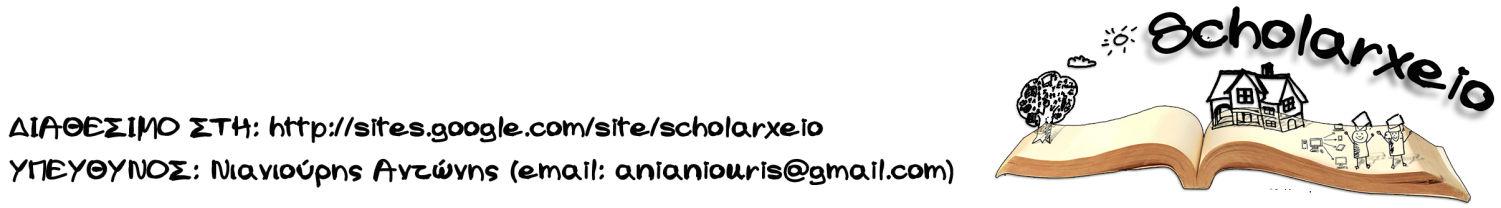 Scholarxeio
ΔΙΑΘΕΣΙΜΟ ΣΤΗ: http://sites.google.com/site/scholarxeio
ΥΠΕΥΘΥΝΟΣ: Νιανιούρης Αντώνης (email: anianiouris@gmail.com)